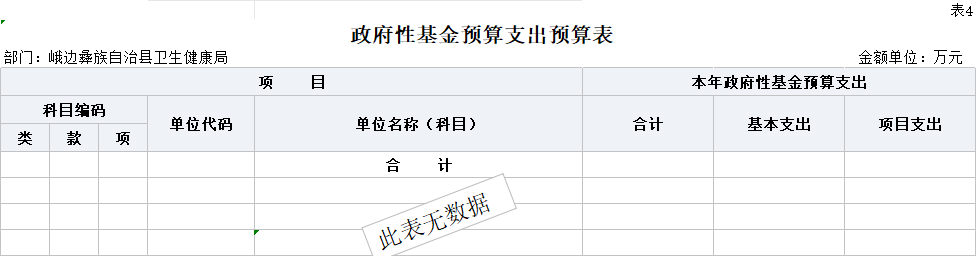 表4
政府性基金预算支出预算表
部门：峨边彝族自治县卫生健康局 金额单位：万元
项 目 本年政府性基金预算支出
科目编码 单位代码 单位名称（科目） 合计 基本支出 项目支出
类 款 项
合 计
此表无数据